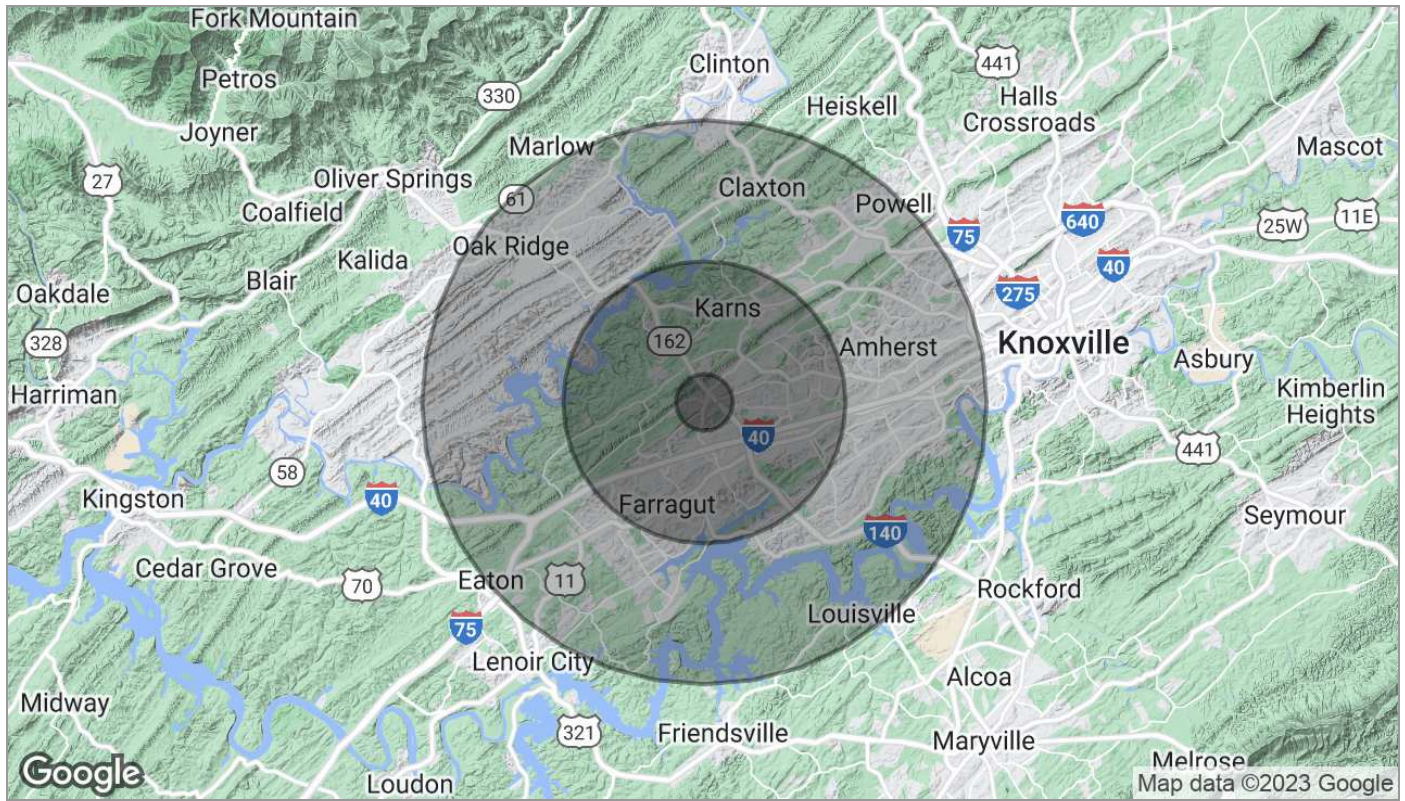 Fork Mountain
Clinton
441
Petros
330
Heiskell
Halls
Crossroads
Joyner
Marlow
Mascot
27
Oliver Springs
61
Claxton
Powell
Coalfield
75
640
25W
11E
Oak Ridge
Kalida
Blair
40
Oakdale
275
Karns
328
162
Amherst
Knoxville
Asbury
Harriman
Kimberlin
Heights
40
441
58
Kingston
40
Farragut
Seymour
140
Cedar Grove
70
Eaton
11
Rockford
75
Louisville
Lenoir City
Alcoa
Midway
321
Friendsville
Maryville
Melrose
Google
Loudon
Map data ©2023 Google